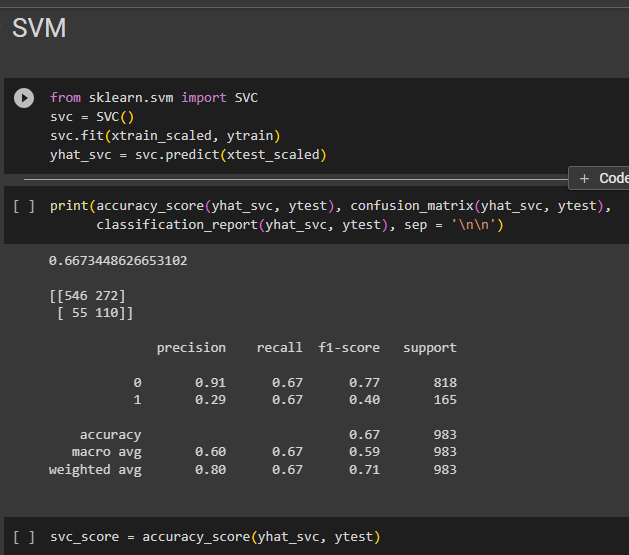 SVM
from sklearn.svm import SVC
svc = SVC()
svc.fit(xtrain_scaled, ytrain)
yhat_svc = svc.predict(xtest_scaled)
+ Code
[ ] print(accuracy_score(yhat_svc, ytest), confusion_matrix(yhat_svc, ytest),
classification_report(yhat_svc, ytest), sep = '\n\n')
0.6673448626653102
[[546 272]
[ 55 110]]
precision recall f1-score support
0 0.91 0.67 0.77 818
1 0.29 0.67 0.40 165
accuracy 0.67 983
macro avg 0.60 0.67 0.59 983
weighted avg 0.80 0.67 0.71 983
[ ] svc_score = accuracy_score(yhat_svc, ytest)